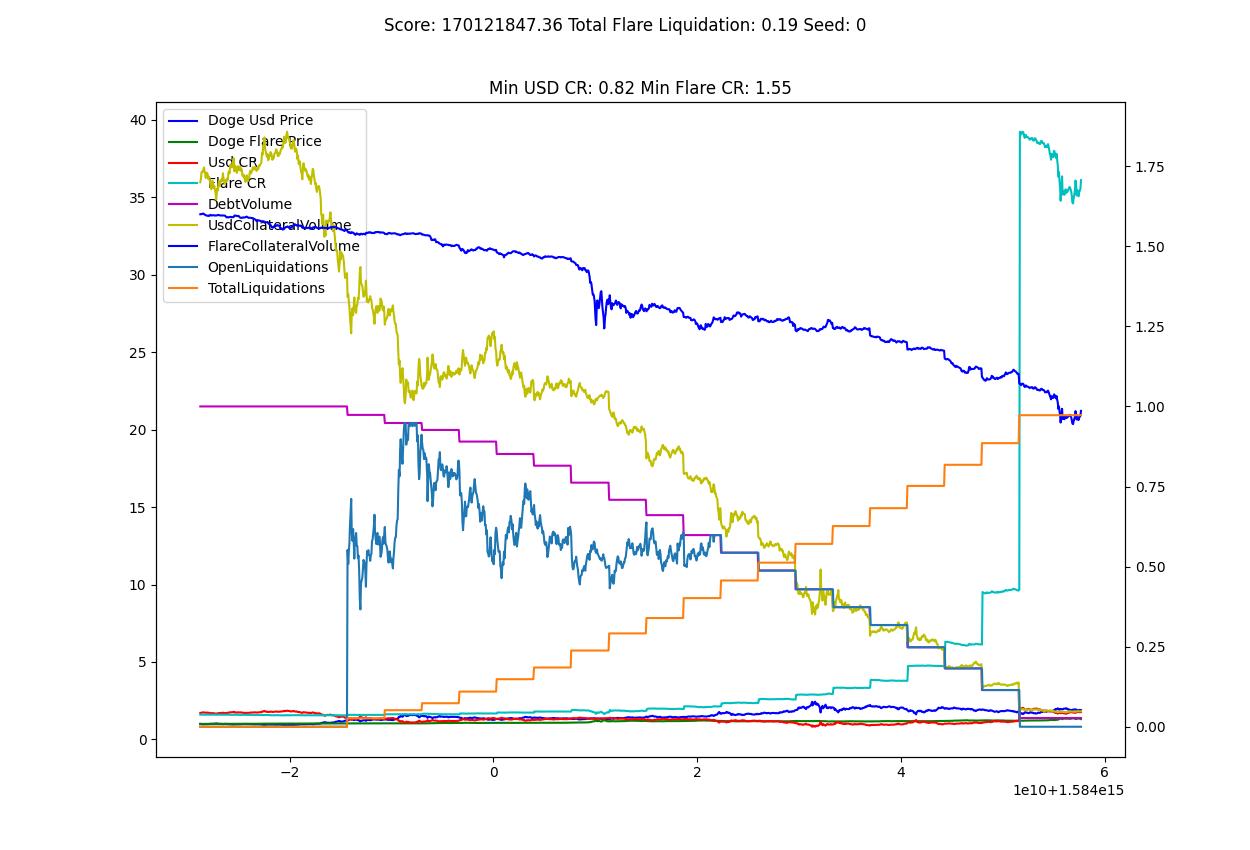 Score: 170121847.36 Total Flare Liquidation: 0.19 Seed: 0
Min USD CR: 0.82 Min Flare CR: 1.55
Doge Usd Price
Doge Flare Price
Usd CR
Flare CR
DebtVolume
UsdCollateralVolume
FlareCollateralVolume
OpenLiquidations
TotalLiquidations
40
35
30
25
20
15
10
5
0
1.75
1.50
1.25
1.00
0.75
0.50
0.25
0.00
−2
0
2
4
6
1e10+1.584e15